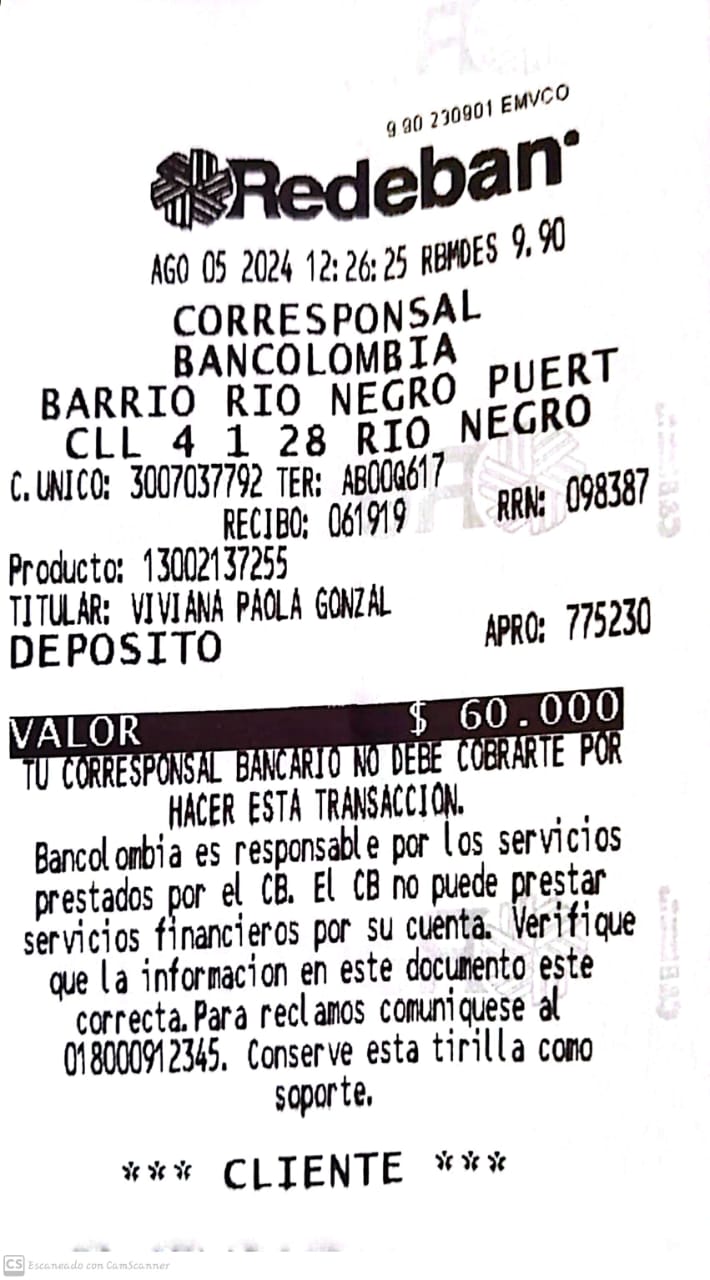 9.90 230901 EMVCO
Redeban
AGO 05 2024 12:26:25 RBMDES 9.90
CORRESPONSAL
BANCOLOMBIA
BARRIO RIO NEGRO PUERT
CLL 4 1 28 RIO NEGRO
C. UNICO: 3007037792 TER: AB00Q617
RECIBO: 061919 RRN: 098387
Producto: 13002137255
TITULAR: VIVIANA PAOLA GONZAL
DEPOSITO APRO: 775230
VALOR $ 60.000
TU CORRESPONSAL BANCARIO NO DEBE COBRARTE POR
HACER ESTA TRANSACCION.
Bancolombia es responsable por los servicios
prestados por el CB. El CB no puede prestar
servicios financieros por su cuenta. Verifique
que la informacion en este documento este
correcta.Para reclamos comuniquese al
018000912345. Conserve esta tirilla como
soporte.
*** CLIENTE ***
CS Escaneado con CamScanner